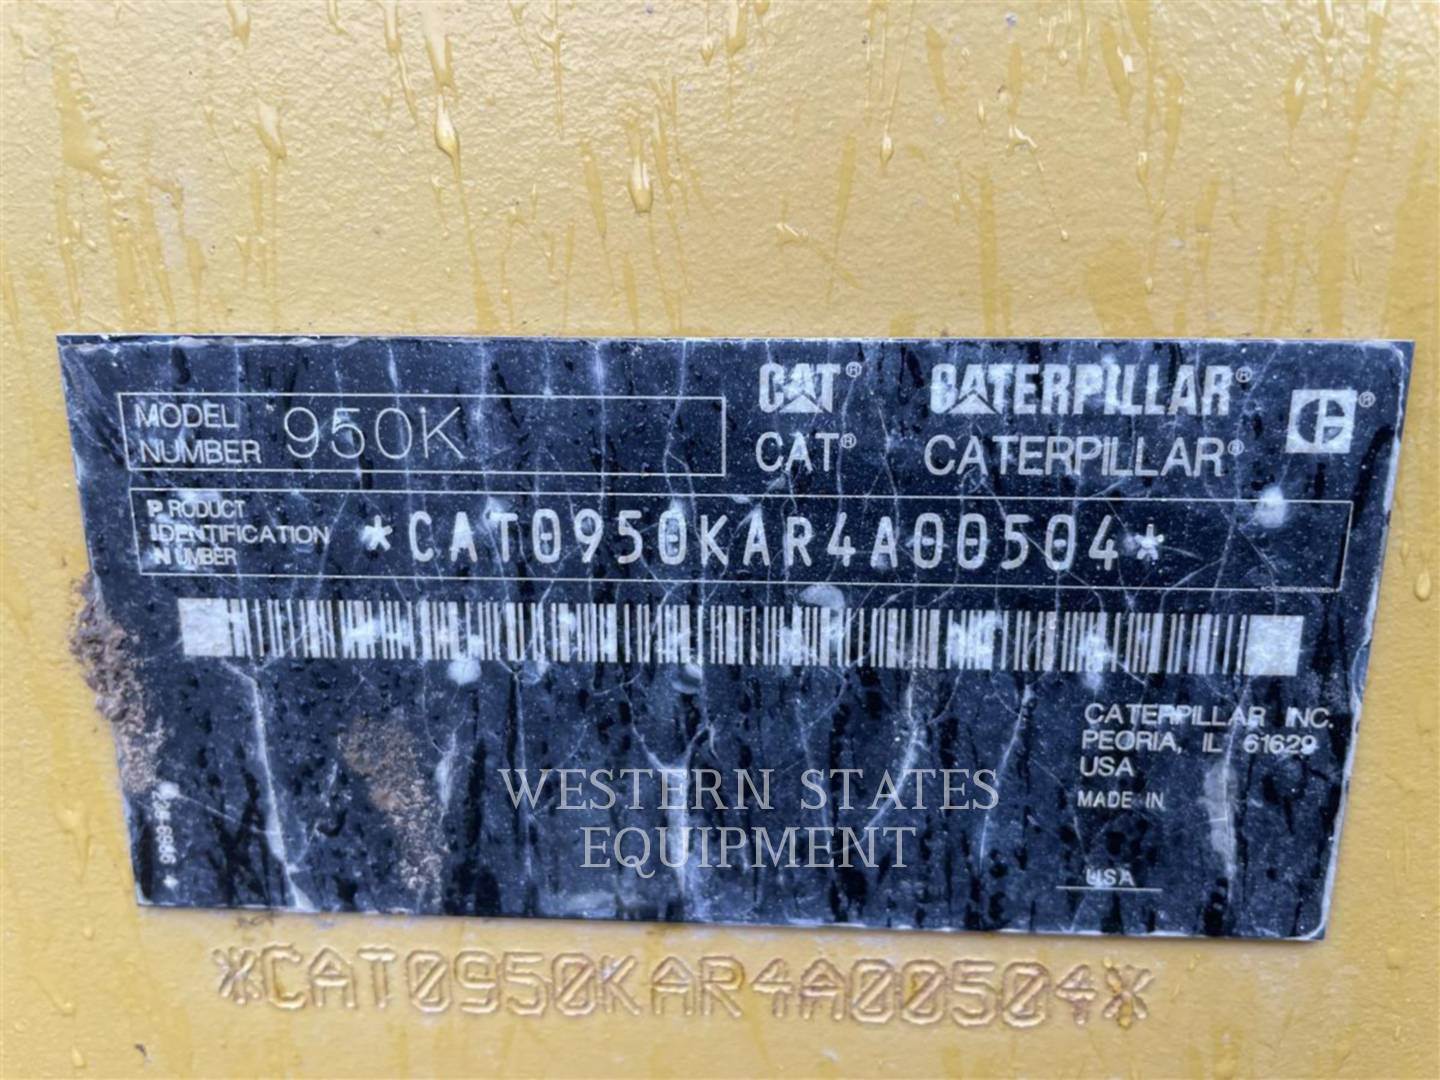 CAT® CATERPILLAR®
MODEL NUMBER 950K
CAT® CATERPILLAR®
PRODUCT IDENTIFICATION NUMBER *CAT0950KAR4A00504*
CATERPILLAR INC.
PEORIA, IL 61629
USA
MADE IN
USA
WESTERN STATES
EQUIPMENT
*CAT0950KAR4A00504*